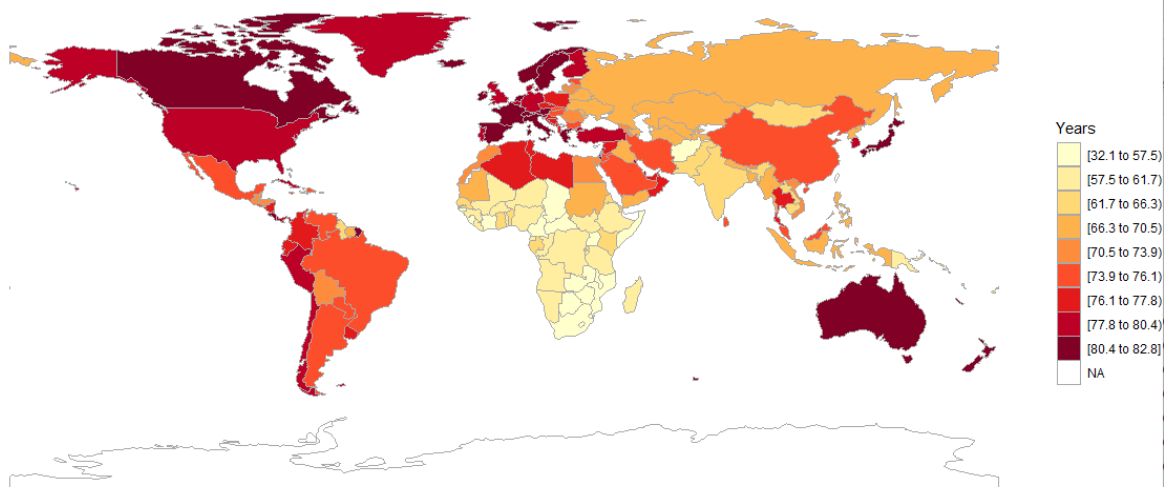 Years
[32.1 to 57.5)
[57.5 to 61.7)
[61.7 to 66.3)
[66.3 to 70.5)
[70.5 to 73.9)
[73.9 to 76.1)
[76.1 to 77.8)
[77.8 to 80.4)
[80.4 to 82.8]
NA